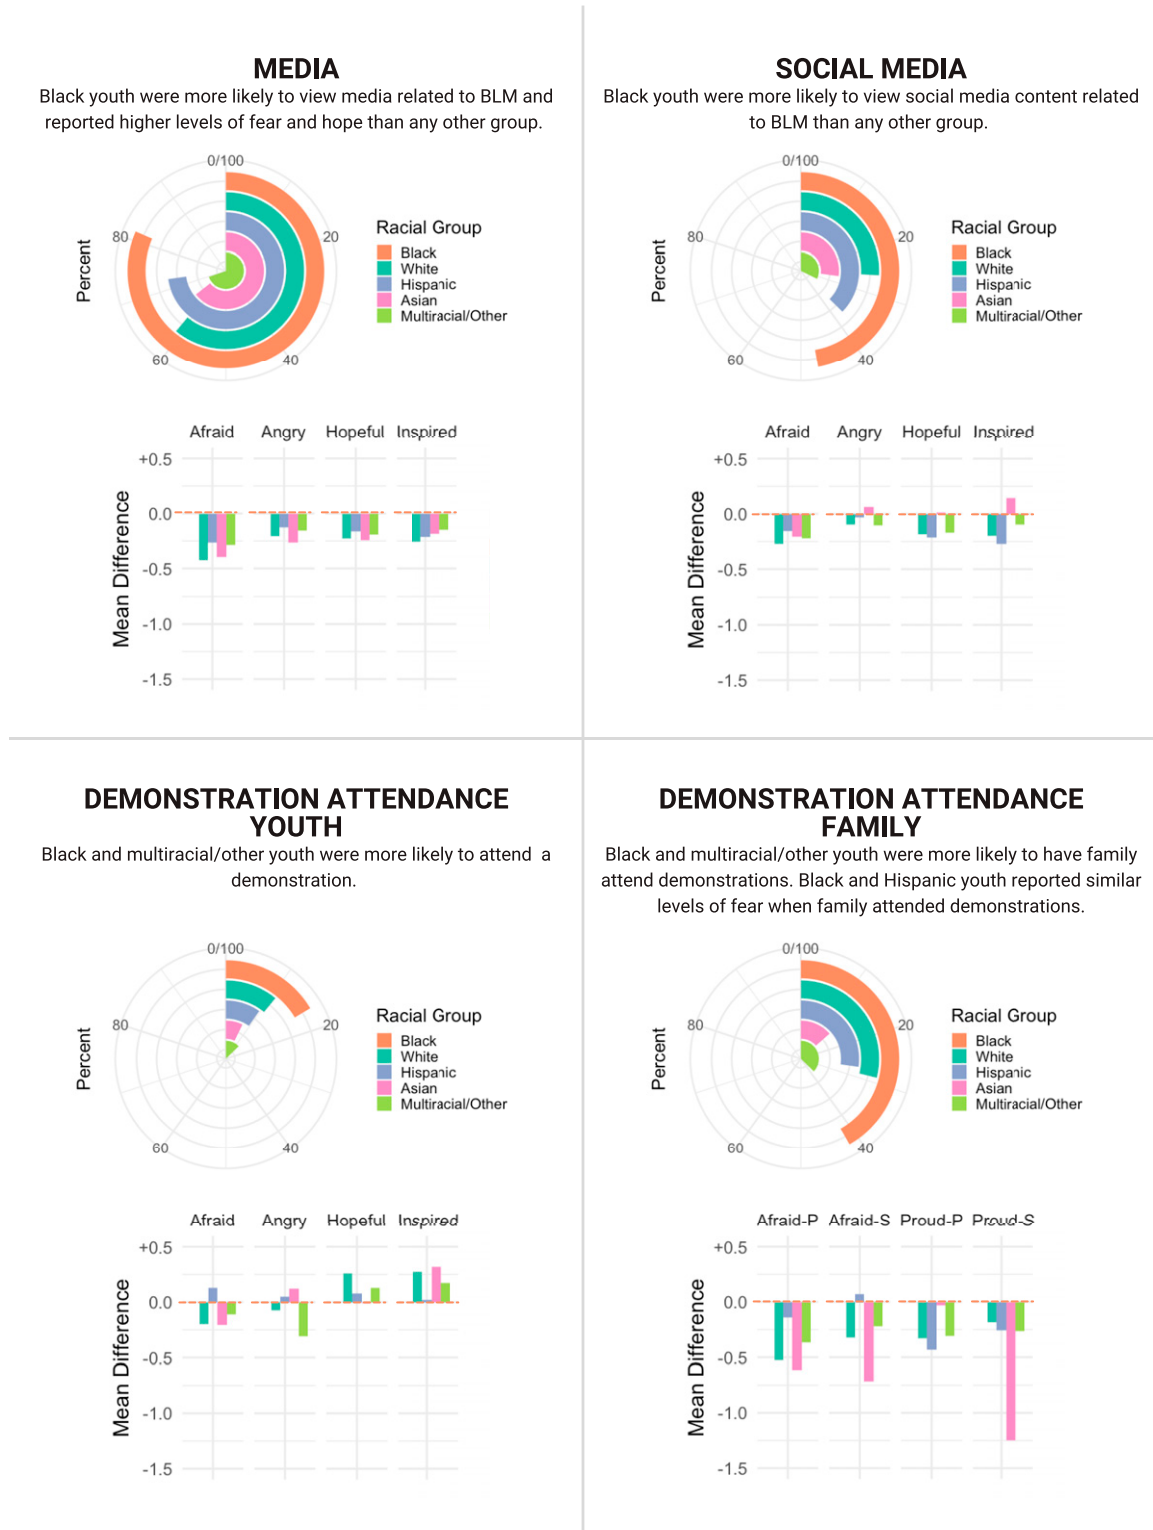 MEDIA
Black youth were more likely to view media related to BLM and
reported higher levels of fear and hope than any other group.
0/100
20
40
60
80
Percent
Racial Group
Black
White
Hispanic
Asian
Multiracial/Other
Afraid Angry Hopeful Inspired
+0.5
0.0
-0.5
-1.0
-1.5
Mean Difference
SOCIAL MEDIA
Black youth were more likely to view social media content related
to BLM than any other group.
0/100
20
40
60
80
Percent
Racial Group
Black
White
Hispanic
Asian
Multiracial/Other
Afraid Angry Hopeful Inspired
+0.5
0.0
-0.5
-1.0
-1.5
Mean Difference
DEMONSTRATION ATTENDANCE
YOUTH
Black and multiracial/other youth were more likely to attend a
demonstration.
0/100
20
40
60
80
Percent
Racial Group
Black
White
Hispanic
Asian
Multiracial/Other
Afraid Angry Hopeful Inspired
+0.5
0.0
-0.5
-1.0
-1.5
Mean Difference
DEMONSTRATION ATTENDANCE
FAMILY
Black and multiracial/other youth were more likely to have family
attend demonstrations. Black and Hispanic youth reported similar
levels of fear when family attended demonstrations.
0/100
20
40
60
80
Percent
Racial Group
Black
White
Hispanic
Asian
Multiracial/Other
Afraid-P Afraid-S Proud-P Proud-S
+0.5
0.0
-0.5
-1.0
-1.5
Mean Difference